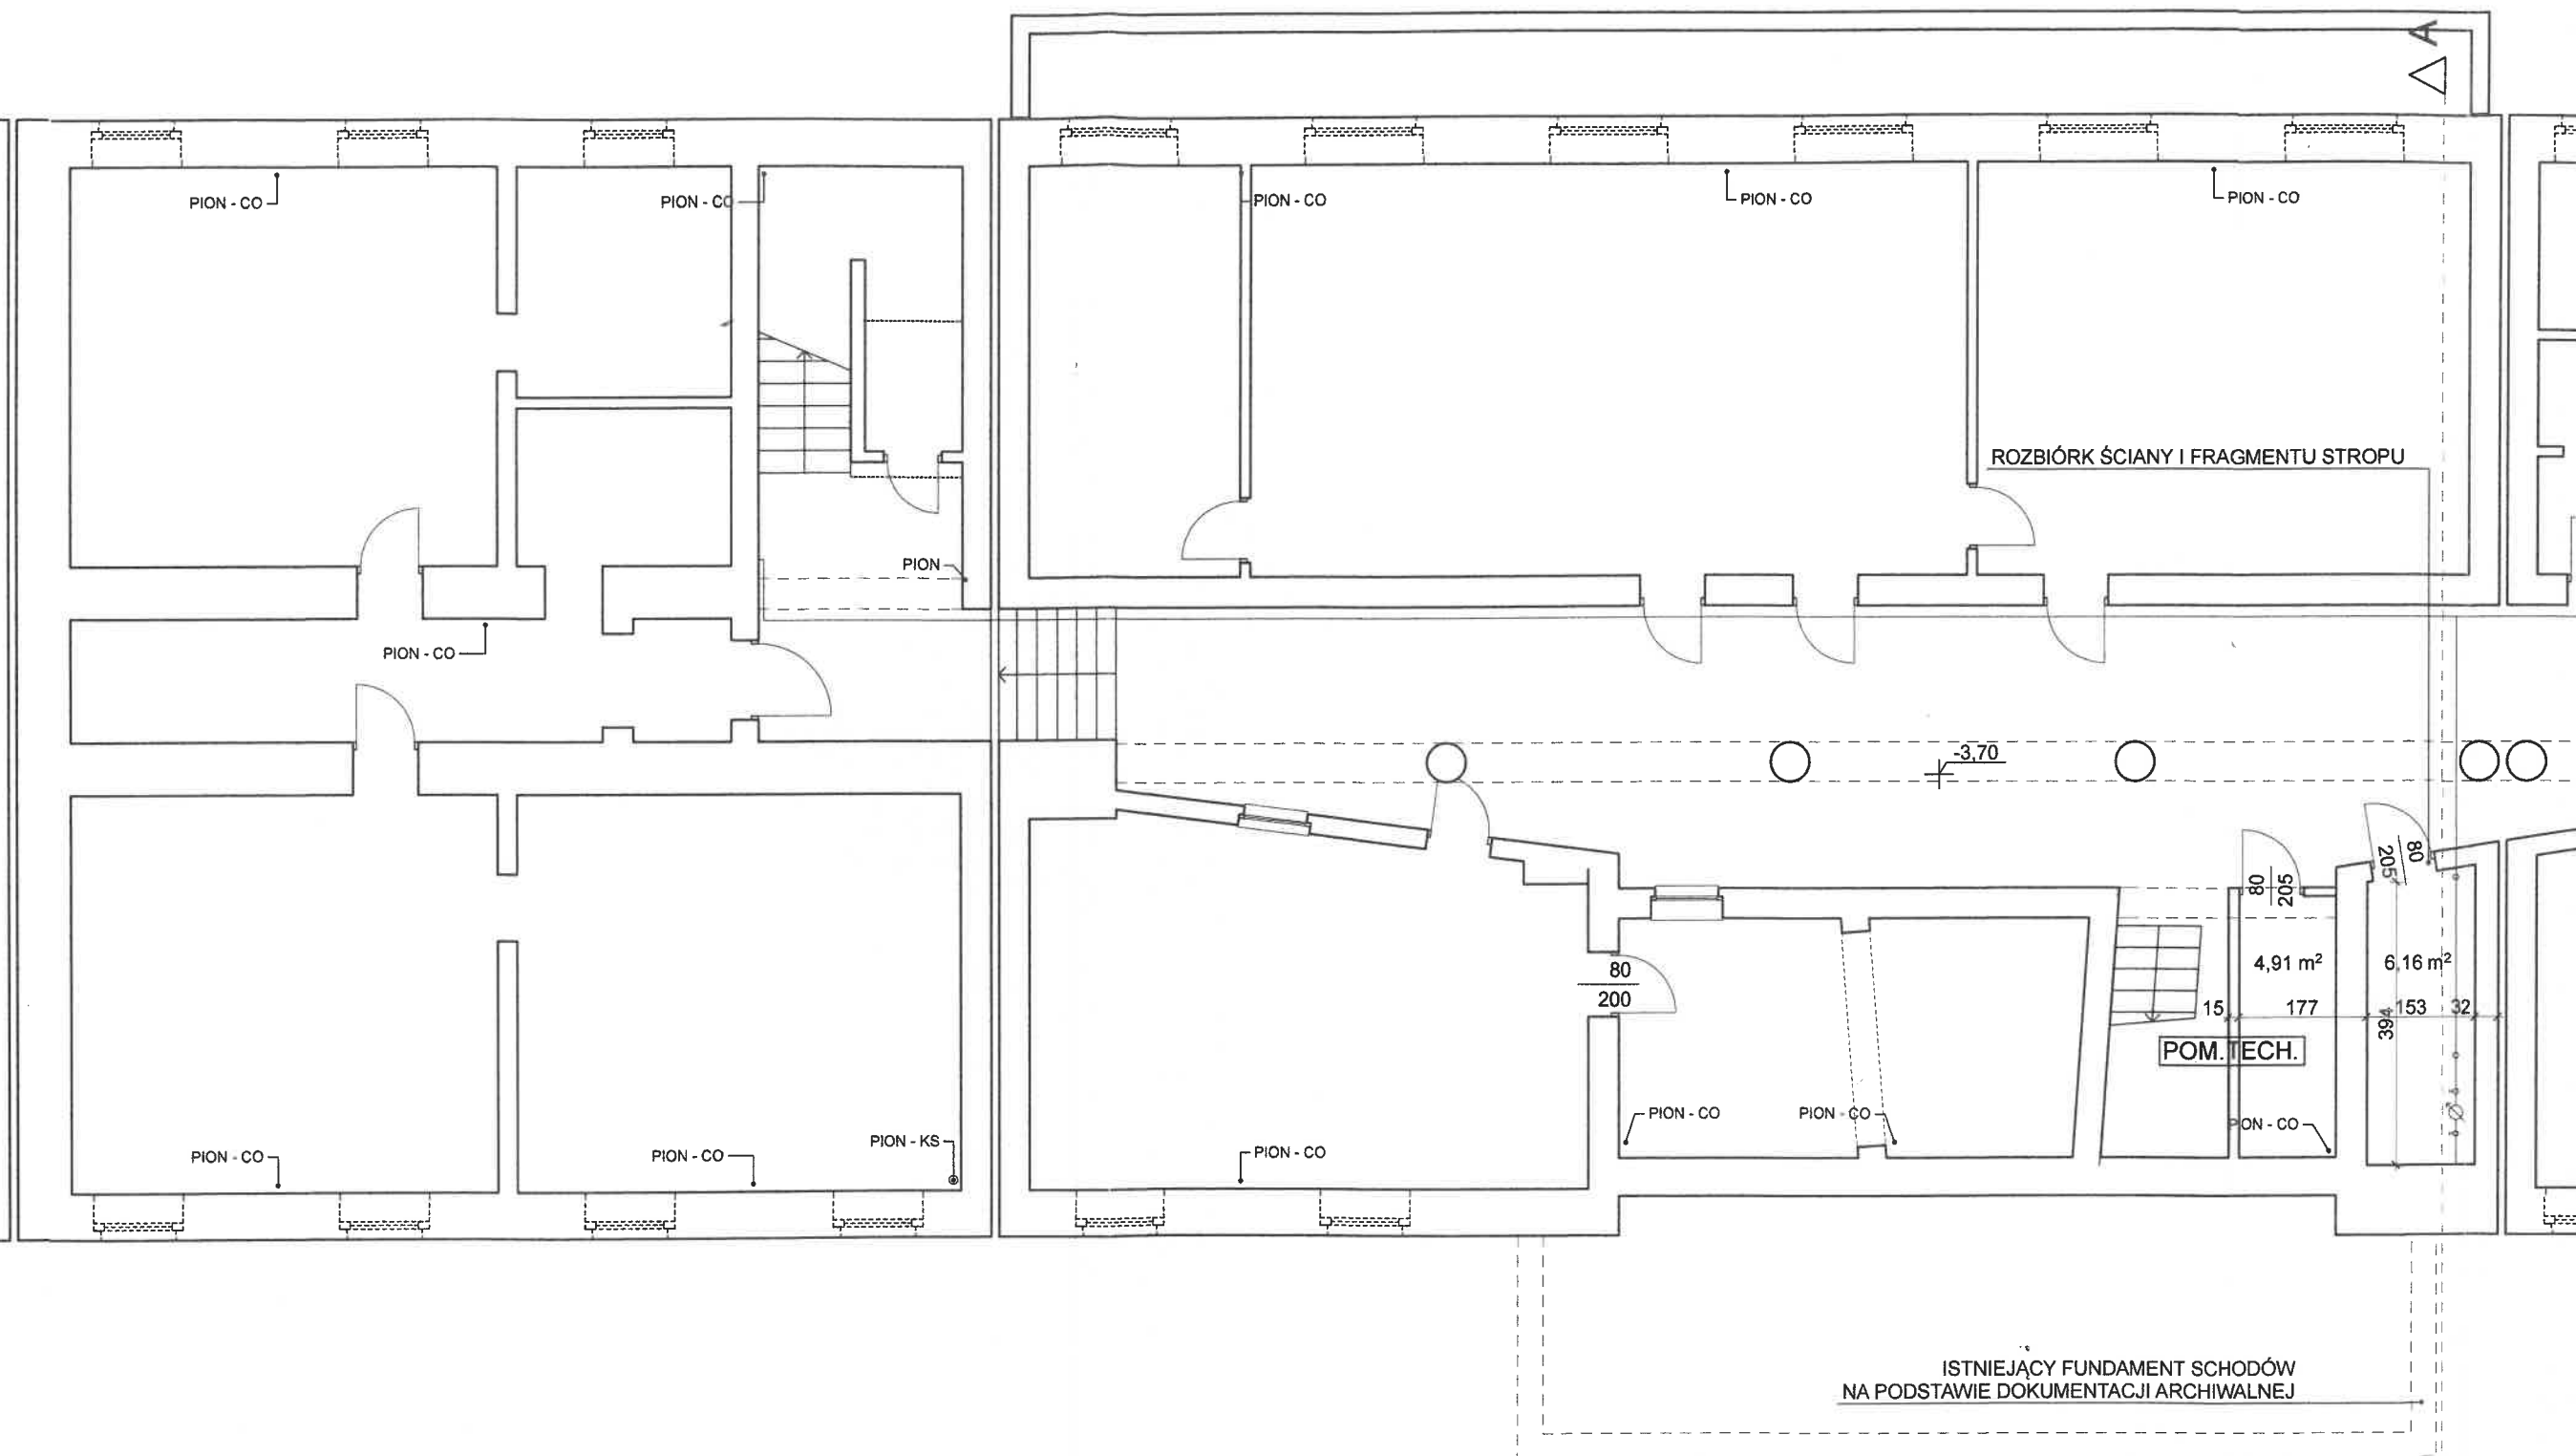 A
PION - CO
PION - CO
PION - CO
PION - CO
PION - CO
ROZBIÓRK ŚCIANY I FRAGMENTU STROPU
PION
PION - CO
-3,70
80
205
80
205
80
200
4,91 m²
6,16 m²
15
177
153
32
394
POM. TECH.
PION - CO
PION - CO
PION - CO
PION - KS
PION - CO
PION - CO
PION - CO
ISTNIEJĄCY FUNDAMENT SCHODÓW
NA PODSTAWIE DOKUMENTACJI ARCHIWALNEJ